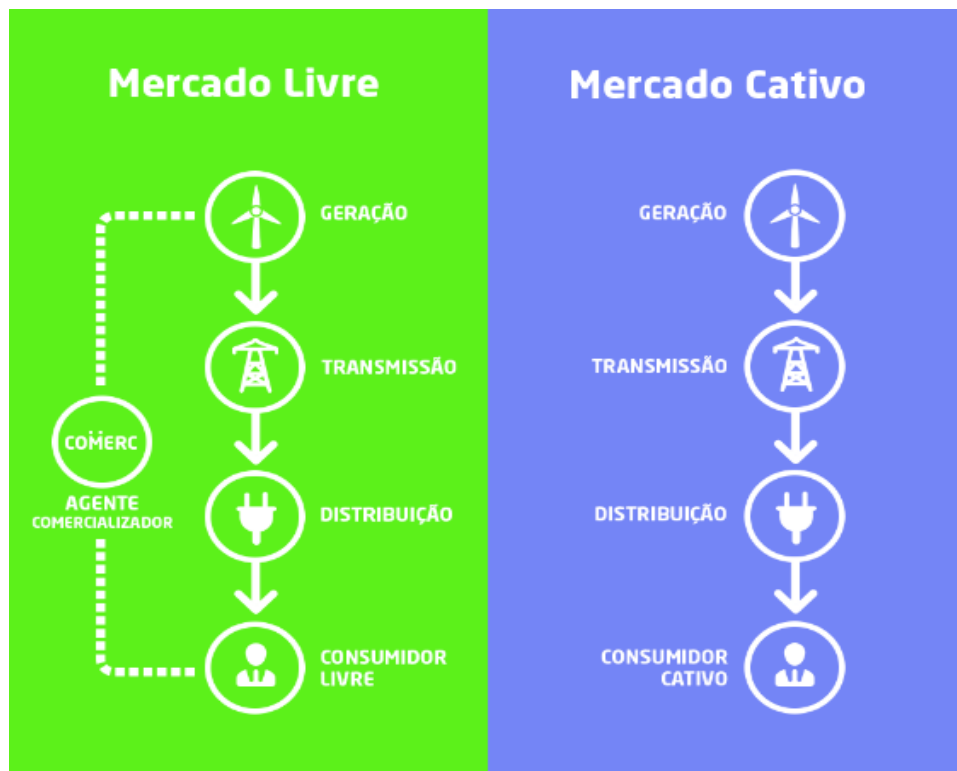 Mercado Livre
GERAÇÃO
TRANSMISSÃO
COMERC
AGENTE
COMERCIALIZADOR
DISTRIBUIÇÃO
CONSUMIDOR
LIVRE
Mercado Cativo
GERAÇÃO
TRANSMISSÃO
DISTRIBUIÇÃO
CONSUMIDOR
CATIVO